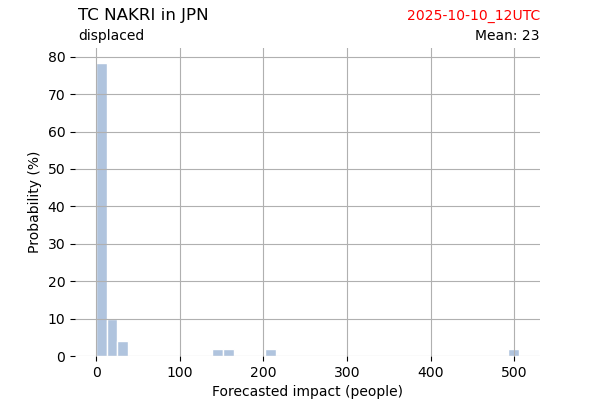 TC NAKRI in JPN
2025-10-10_12UTC
displaced
Mean: 23
Probability (%)
80
70
60
50
40
30
20
10
0
0 100 200 300 400 500
Forecasted impact (people)